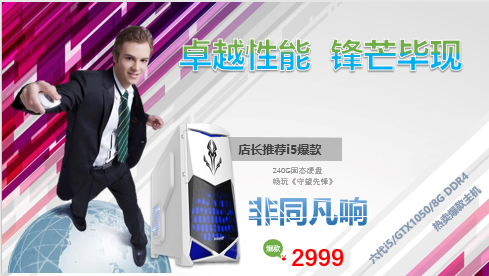 卓越性能 锋芒毕现
店长推荐i5爆款
240G固态硬盘
畅玩《守望先锋》
非同凡响
六代i5/GTX1050/8G DDR4
热卖爆款主机
爆款
¥ 2999